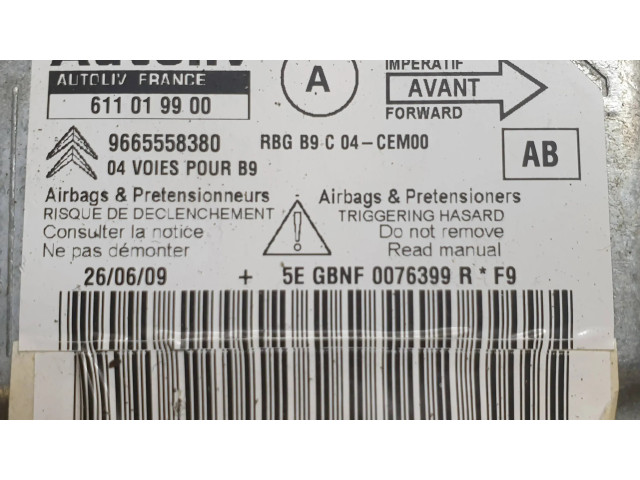 Autoliv
AUTOLIV FRANCE
611 01 99 00
A
IMPERATIF
AVANT
FORWARD
9665558380
RBG B9 C 04-CEM00
04 VOIES POUR B9
AB
Airbags & Pretensionneurs
RISQUE DE DECLENCHEMENT
Consulter la notice
Ne pas démonter
!
Airbags & Pretensioners
TRIGGERING HASARD
Do not remove
Read manual
26/06/09 + 5E GBNF 0076399 R * F9